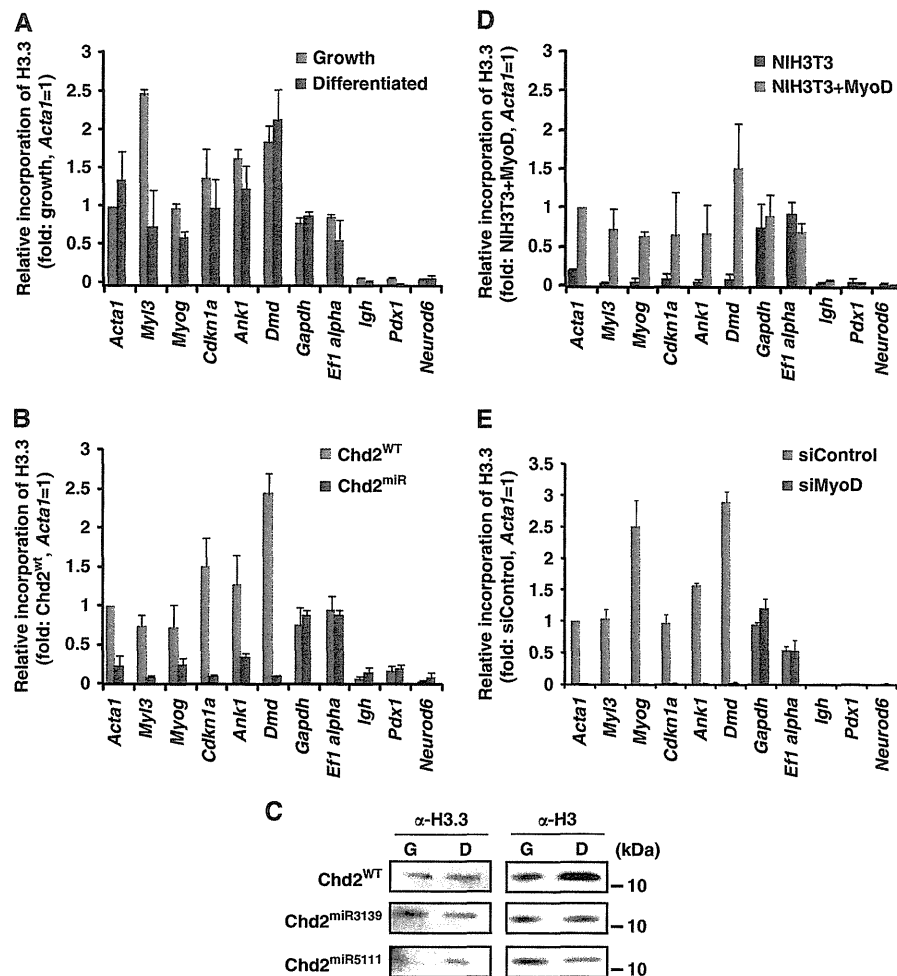 A
Relative incorporation of H3.3
(fold: growth, Acta1=1)
3
2.5
2
1.5
1
0.5
0
Growth
Differentiated
Acta1
Myl3
Myog
Cdkn1a
Ank1
Dmd
Gapdh
Ef1 alpha
Igh
Pdx1
Neurod6
D
Relative incorporation of H3.3
(fold: NIH3T3+MyoD, Acta1=1)
3
2.5
2
1.5
1
0.5
0
NIH3T3
NIH3T3+MyoD
Acta1
Myl3
Myog
Cdkn1a
Ank1
Dmd
Gapdh
Ef1 alpha
Igh
Pdx1
Neurod6
B
Relative incorporation of H3.3
(fold: Chd2wt, Acta1=1)
3
2.5
2
1.5
1
0.5
0
Chd2WT
Chd2miR
Acta1
Myl3
Myog
Cdkn1a
Ank1
Dmd
Gapdh
Ef1 alpha
Igh
Pdx1
Neurod6
E
Relative incorporation of H3.3
(fold: siControl, Acta1=1)
3.5
3
2.5
2
1.5
1
0.5
0
siControl
siMyoD
Acta1
Myl3
Myog
Cdkn1a
Ank1
Dmd
Gapdh
Ef1 alpha
Igh
Pdx1
Neurod6
C
α-H3.3 α-H3
G D G D (kDa)
Chd2WT – 10
Chd2miR3139 – 10
Chd2miR5111 – 10